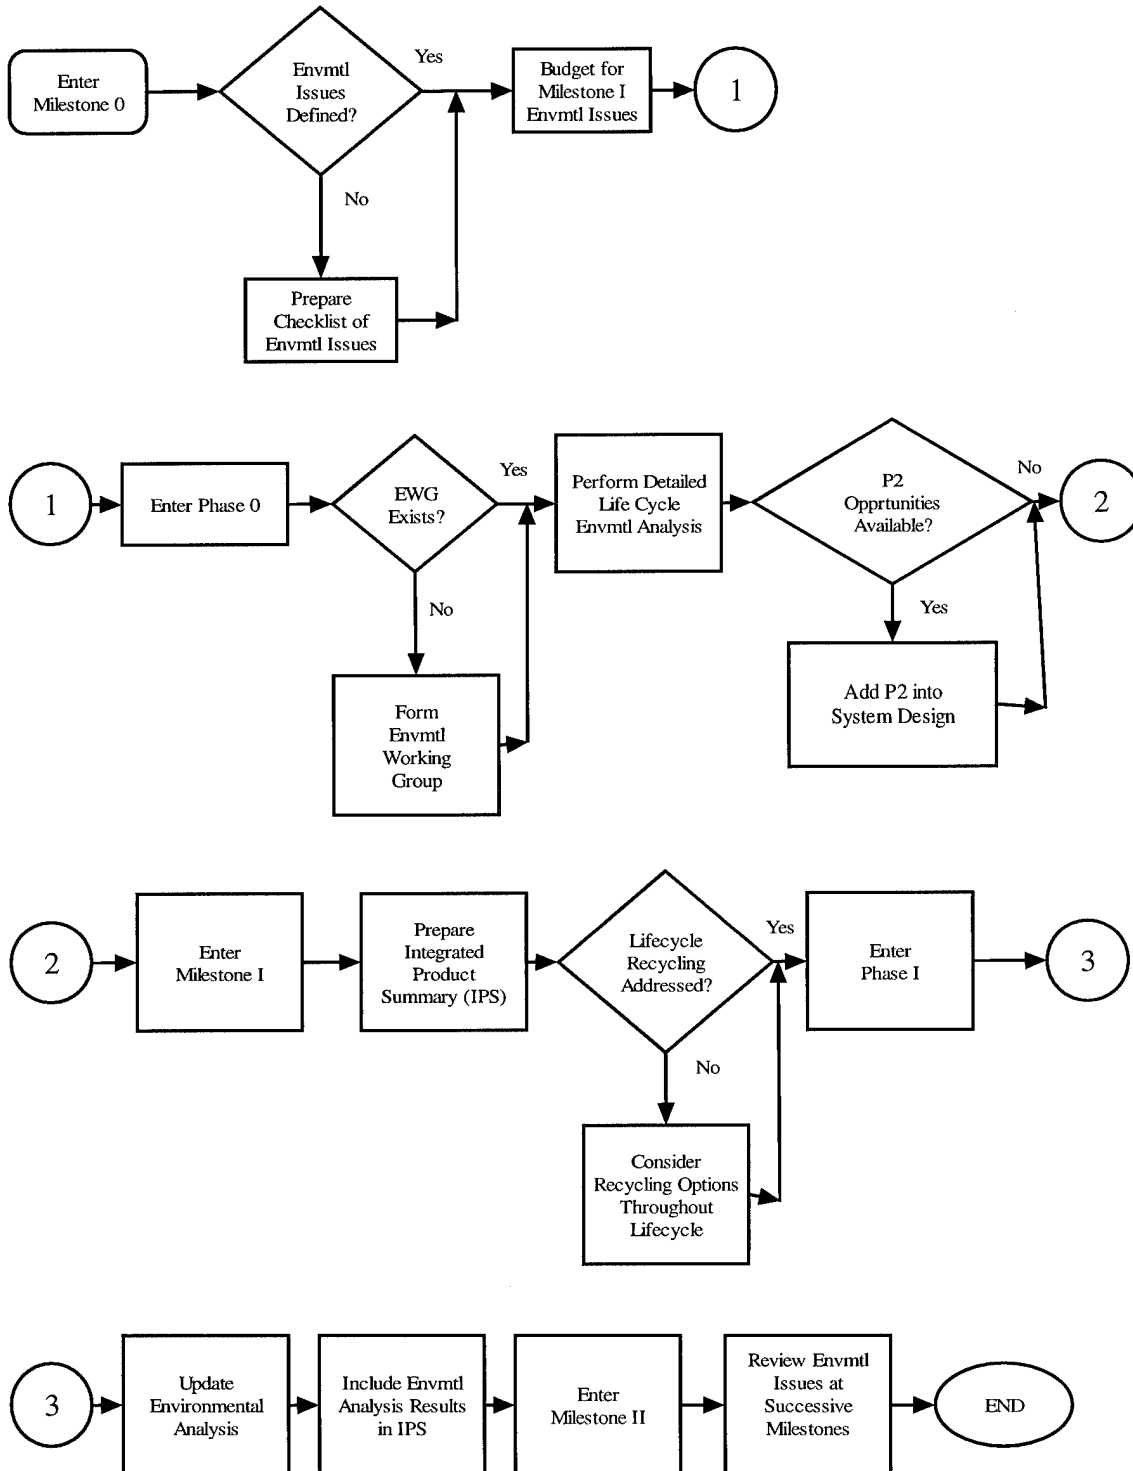 Enter
Milestone 0
Envmtl
Issues
Defined?
Yes
No
Prepare
Checklist of
Envmtl Issues
Budget for
Milestone I
Envmtl Issues
1
1
Enter Phase 0
EWG
Exists?
Yes
No
Form
Envmtl
Working
Group
Perform Detailed
Life Cycle
Envmtl Analysis
P2
Opprtunities
Available?
No
Yes
Add P2 into
System Design
2
2
Enter
Milestone I
Prepare
Integrated
Product
Summary (IPS)
Lifecycle
Recycling
Addressed?
Yes
No
Consider
Recycling Options
Throughout
Lifecycle
Enter
Phase I
3
3
Update
Environmental
Analysis
Include Envmtl
Analysis Results
in IPS
Enter
Milestone II
Review Envmtl
Issues at
Successive
Milestones
END